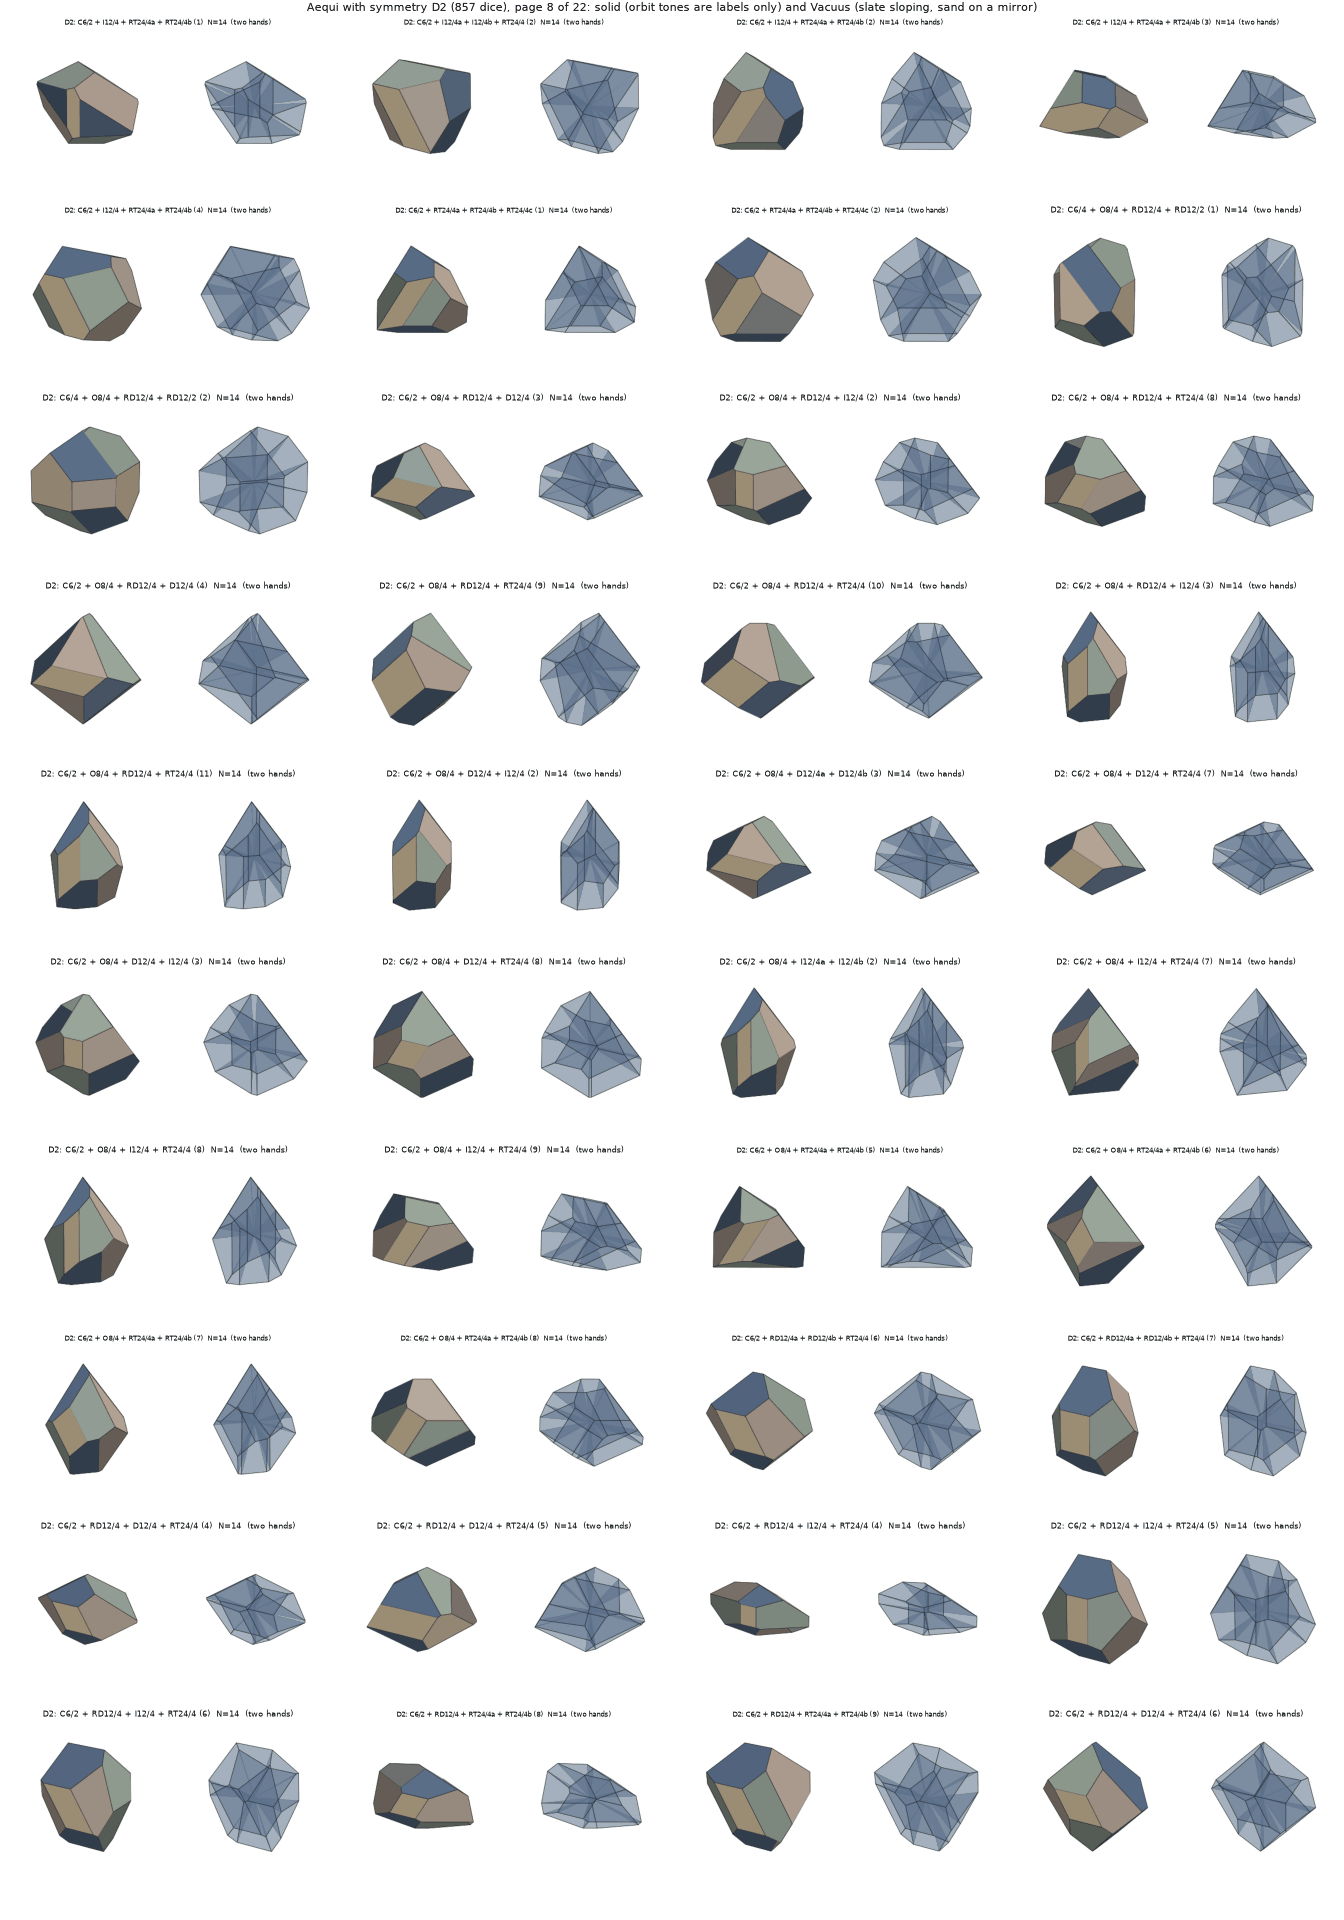 Aequi with symmetry D2 (857 dice), page 8 of 22: solid (orbit tones are labels only) and Vacuus (slate sloping, sand on a mirror)
D2: C6/2 + I12/4 + RT24/4a + RT24/4b (1)  N=14  (two hands)
D2: C6/2 + I12/4a + I12/4b + RT24/4 (2)  N=14  (two hands)
D2: C6/2 + I12/4 + RT24/4a + RT24/4b (2)  N=14  (two hands)
D2: C6/2 + I12/4 + RT24/4a + RT24/4b (3)  N=14  (two hands)
D2: C6/2 + I12/4 + RT24/4a + RT24/4b (4)  N=14  (two hands)
D2: C6/2 + RT24/4a + RT24/4b + RT24/4c (1)  N=14  (two hands)
D2: C6/2 + RT24/4a + RT24/4b + RT24/4c (2)  N=14  (two hands)
D2: C6/4 + O8/4 + RD12/4 + RD12/2 (1)  N=14  (two hands)
D2: C6/4 + O8/4 + RD12/4 + RD12/2 (2)  N=14  (two hands)
D2: C6/2 + O8/4 + RD12/4 + D12/4 (3)  N=14  (two hands)
D2: C6/2 + O8/4 + RD12/4 + I12/4 (2)  N=14  (two hands)
D2: C6/2 + O8/4 + RD12/4 + RT24/4 (8)  N=14  (two hands)
D2: C6/2 + O8/4 + RD12/4 + D12/4 (4)  N=14  (two hands)
D2: C6/2 + O8/4 + RD12/4 + RT24/4 (9)  N=14  (two hands)
D2: C6/2 + O8/4 + RD12/4 + RT24/4 (10)  N=14  (two hands)
D2: C6/2 + O8/4 + RD12/4 + I12/4 (3)  N=14  (two hands)
D2: C6/2 + O8/4 + RD12/4 + RT24/4 (11)  N=14  (two hands)
D2: C6/2 + O8/4 + D12/4 + I12/4 (2)  N=14  (two hands)
D2: C6/2 + O8/4 + D12/4a + D12/4b (3)  N=14  (two hands)
D2: C6/2 + O8/4 + D12/4 + RT24/4 (7)  N=14  (two hands)
D2: C6/2 + O8/4 + D12/4 + I12/4 (3)  N=14  (two hands)
D2: C6/2 + O8/4 + D12/4 + RT24/4 (8)  N=14  (two hands)
D2: C6/2 + O8/4 + I12/4a + I12/4b (2)  N=14  (two hands)
D2: C6/2 + O8/4 + I12/4 + RT24/4 (7)  N=14  (two hands)
D2: C6/2 + O8/4 + I12/4 + RT24/4 (8)  N=14  (two hands)
D2: C6/2 + O8/4 + I12/4 + RT24/4 (9)  N=14  (two hands)
D2: C6/2 + O8/4 + RT24/4a + RT24/4b (5)  N=14  (two hands)
D2: C6/2 + O8/4 + RT24/4a + RT24/4b (6)  N=14  (two hands)
D2: C6/2 + O8/4 + RT24/4a + RT24/4b (7)  N=14  (two hands)
D2: C6/2 + O8/4 + RT24/4a + RT24/4b (8)  N=14  (two hands)
D2: C6/2 + RD12/4a + RD12/4b + RT24/4 (6)  N=14  (two hands)
D2: C6/2 + RD12/4a + RD12/4b + RT24/4 (7)  N=14  (two hands)
D2: C6/2 + RD12/4 + D12/4 + RT24/4 (4)  N=14  (two hands)
D2: C6/2 + RD12/4 + D12/4 + RT24/4 (5)  N=14  (two hands)
D2: C6/2 + RD12/4 + I12/4 + RT24/4 (4)  N=14  (two hands)
D2: C6/2 + RD12/4 + I12/4 + RT24/4 (5)  N=14  (two hands)
D2: C6/2 + RD12/4 + I12/4 + RT24/4 (6)  N=14  (two hands)
D2: C6/2 + RD12/4 + RT24/4a + RT24/4b (8)  N=14  (two hands)
D2: C6/2 + RD12/4 + RT24/4a + RT24/4b (9)  N=14  (two hands)
D2: C6/2 + RD12/4 + D12/4 + RT24/4 (6)  N=14  (two hands)